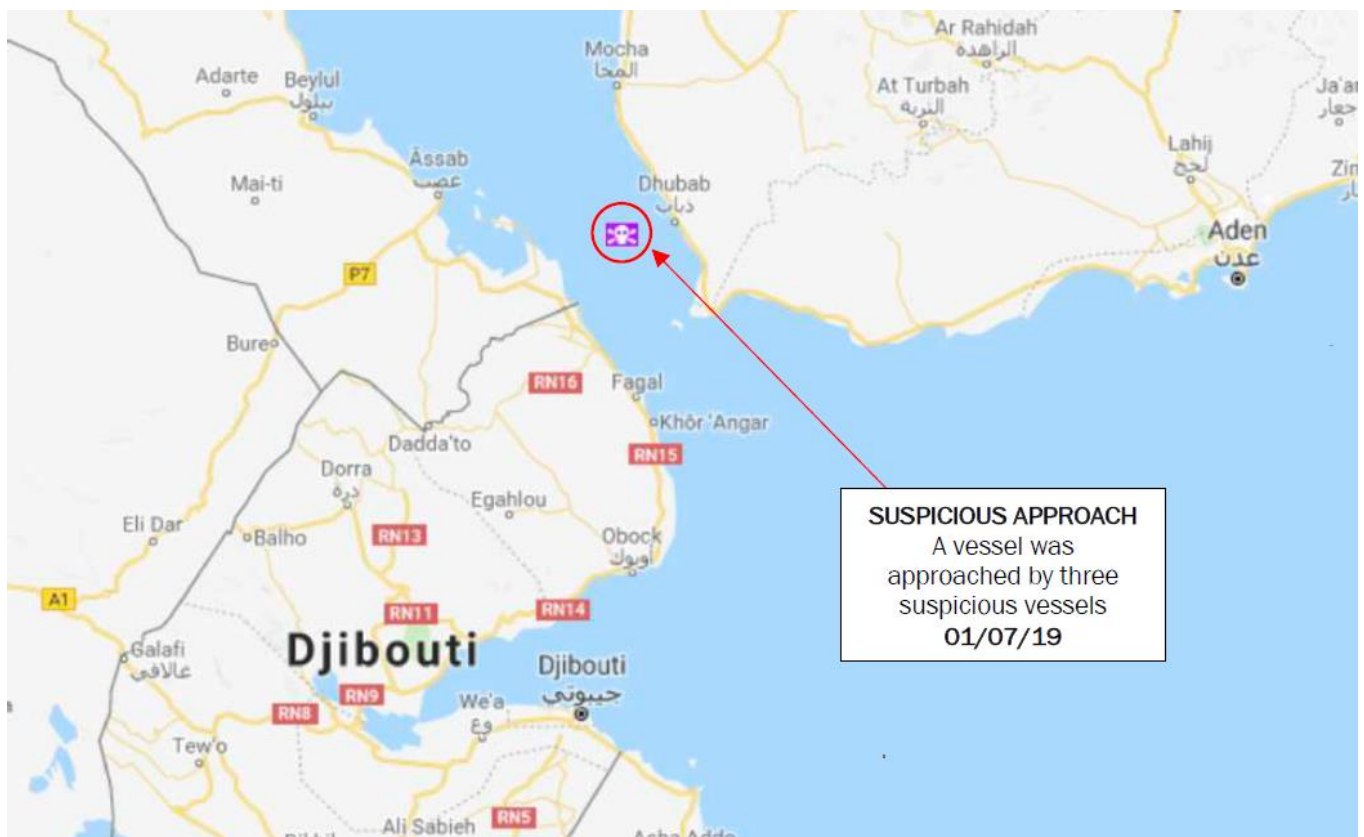 Ar Rahidah
الراهدة
Mocha
المخا
Adarte
Beylul
بيلول
At Turbah
التربة
جعار
Lahij
لحج
Āssab
عصب
Mai-ti
Dhubab
ذباب
Aden
عدن
P7
Bure
RN16
Fagal
Khôr 'Angar
Dadda'to
RN15
Dorra
درة
Egahlou
Eli Dar
Balho
RN13
Obock
أوبوك
SUSPICIOUS APPROACH
A vessel was
approached by three
suspicious vessels
01/07/19
A1
RN11
RN14
Galafi
عالافي
Djibouti
Djibouti
جيبوتي
RN9
RN8
We'a
وع
Tew'o
Ali Sabieh
RN5